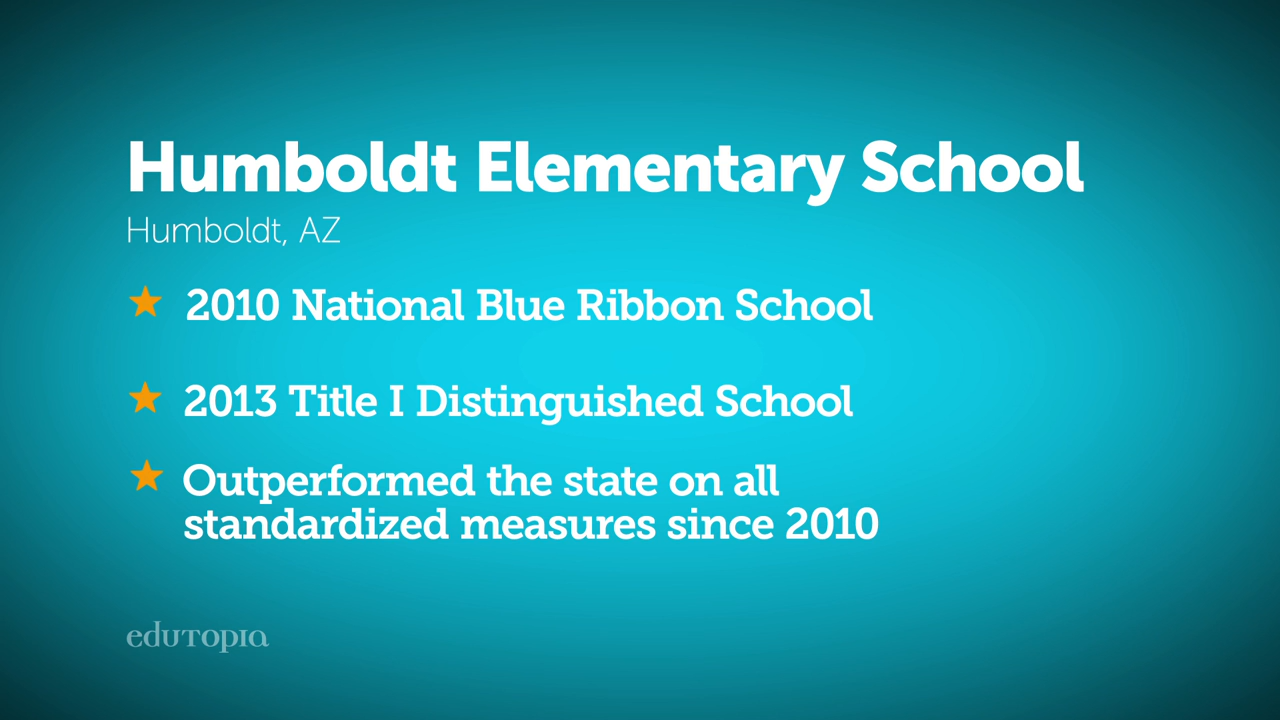 Humboldt Elementary School
Humboldt, AZ
2010 National Blue Ribbon School
2013 Title I Distinguished School
Outperformed the state on all
standardized measures since 2010
edutopia